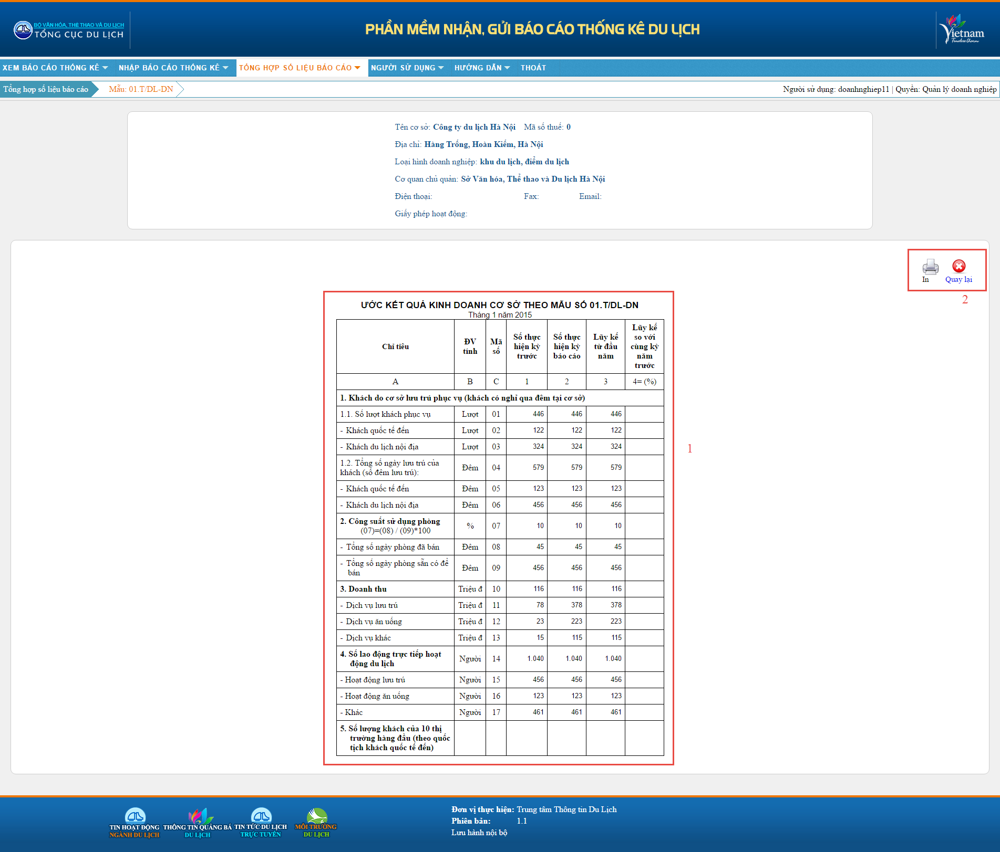 BỘ VĂN HÓA, THỂ THAO VÀ DU LỊCH
TỔNG CỤC DU LỊCH
PHẦN MỀM NHẬN, GỬI BÁO CÁO THỐNG KÊ DU LỊCH
Vietnam
Timeless Charm
XEM BÁO CÁO THỐNG KÊ NHẬP BÁO CÁO THỐNG KÊ TỔNG HỢP SỐ LIỆU BÁO CÁO NGƯỜI SỬ DỤNG HƯỚNG DẪN THOÁT
Tổng hợp số liệu báo cáo Mẫu: 01.T/DL-DN Người sử dụng: doanhnghiep11 | Quyền: Quản lý doanh nghiệp
Tên cơ sở: Công ty du lịch Hà Nội Mã số thuế: 0
Địa chỉ: Hàng Trống, Hoàn Kiếm, Hà Nội
Loại hình doanh nghiệp: khu du lịch, điểm du lịch
Cơ quan chủ quản: Sở Văn hóa, Thể thao và Du lịch Hà Nội
Điện thoại: Fax: Email:
Giấy phép hoạt động:
In Quay lại
2
ƯỚC KẾT QUẢ KINH DOANH CƠ SỞ THEO MẪU SỐ 01.T/DL-DN
Tháng 1 năm 2015
Chỉ tiêu ĐV tính Mã số Số thực hiện kỳ trước Số thực hiện kỳ báo cáo Lũy kế từ đầu năm Lũy kế so với cùng kỳ năm trước
A B C 1 2 3 4= (%)
1. Khách do cơ sở lưu trú phục vụ (khách có nghỉ qua đêm tại cơ sở)
1.1. Số lượt khách phục vụ Lượt 01 446 446 446
- Khách quốc tế đến Lượt 02 122 122 122
- Khách du lịch nội địa Lượt 03 324 324 324
1
1.2. Tổng số ngày lưu trú của
khách (số đêm lưu trú): Đêm 04 579 579 579
- Khách quốc tế đến Đêm 05 123 123 123
- Khách du lịch nội địa Đêm 06 456 456 456
2. Công suất sử dụng phòng
(07)=(08) / (09)*100 % 07 10 10 10
- Tổng số ngày phòng đã bán Đêm 08 45 45 45
- Tổng số ngày phòng sẵn có để
bán Đêm 09 456 456 456
3. Doanh thu Triệu đ 10 116 116 116
- Dịch vụ lưu trú Triệu đ 11 78 378 378
- Dịch vụ ăn uống Triệu đ 12 23 223 223
- Dịch vụ khác Triệu đ 13 15 115 115
4. Số lao động trực tiếp hoạt
động du lịch Người 14 1.040 1.040 1.040
- Hoạt động lưu trú Người 15 456 456 456
- Hoạt động ăn uống Người 16 123 123 123
- Khác Người 17 461 461 461
5. Số lượng khách của 10 thị
trường hàng đầu (theo quốc
tịch khách quốc tế đến)
TIN HOẠT ĐỘNG
NGÀNH DU LỊCH
THÔNG TIN QUẢNG BÁ
DU LỊCH
TIN TỨC DU LỊCH
TRỰC TUYẾN
MÔI TRƯỜNG
DU LỊCH
Đơn vị thực hiện: Trung tâm Thông tin Du Lịch
Phiên bản: 1.1
Lưu hành nội bộ